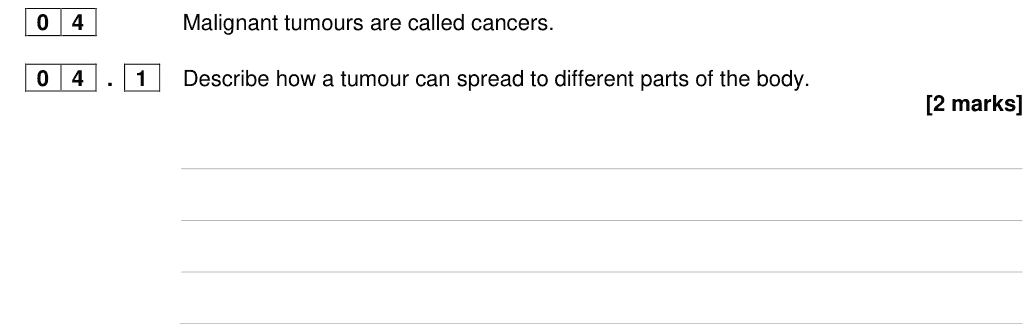 0 4 Malignant tumours are called cancers.
0 4 . 1 Describe how a tumour can spread to different parts of the body.
[2 marks]